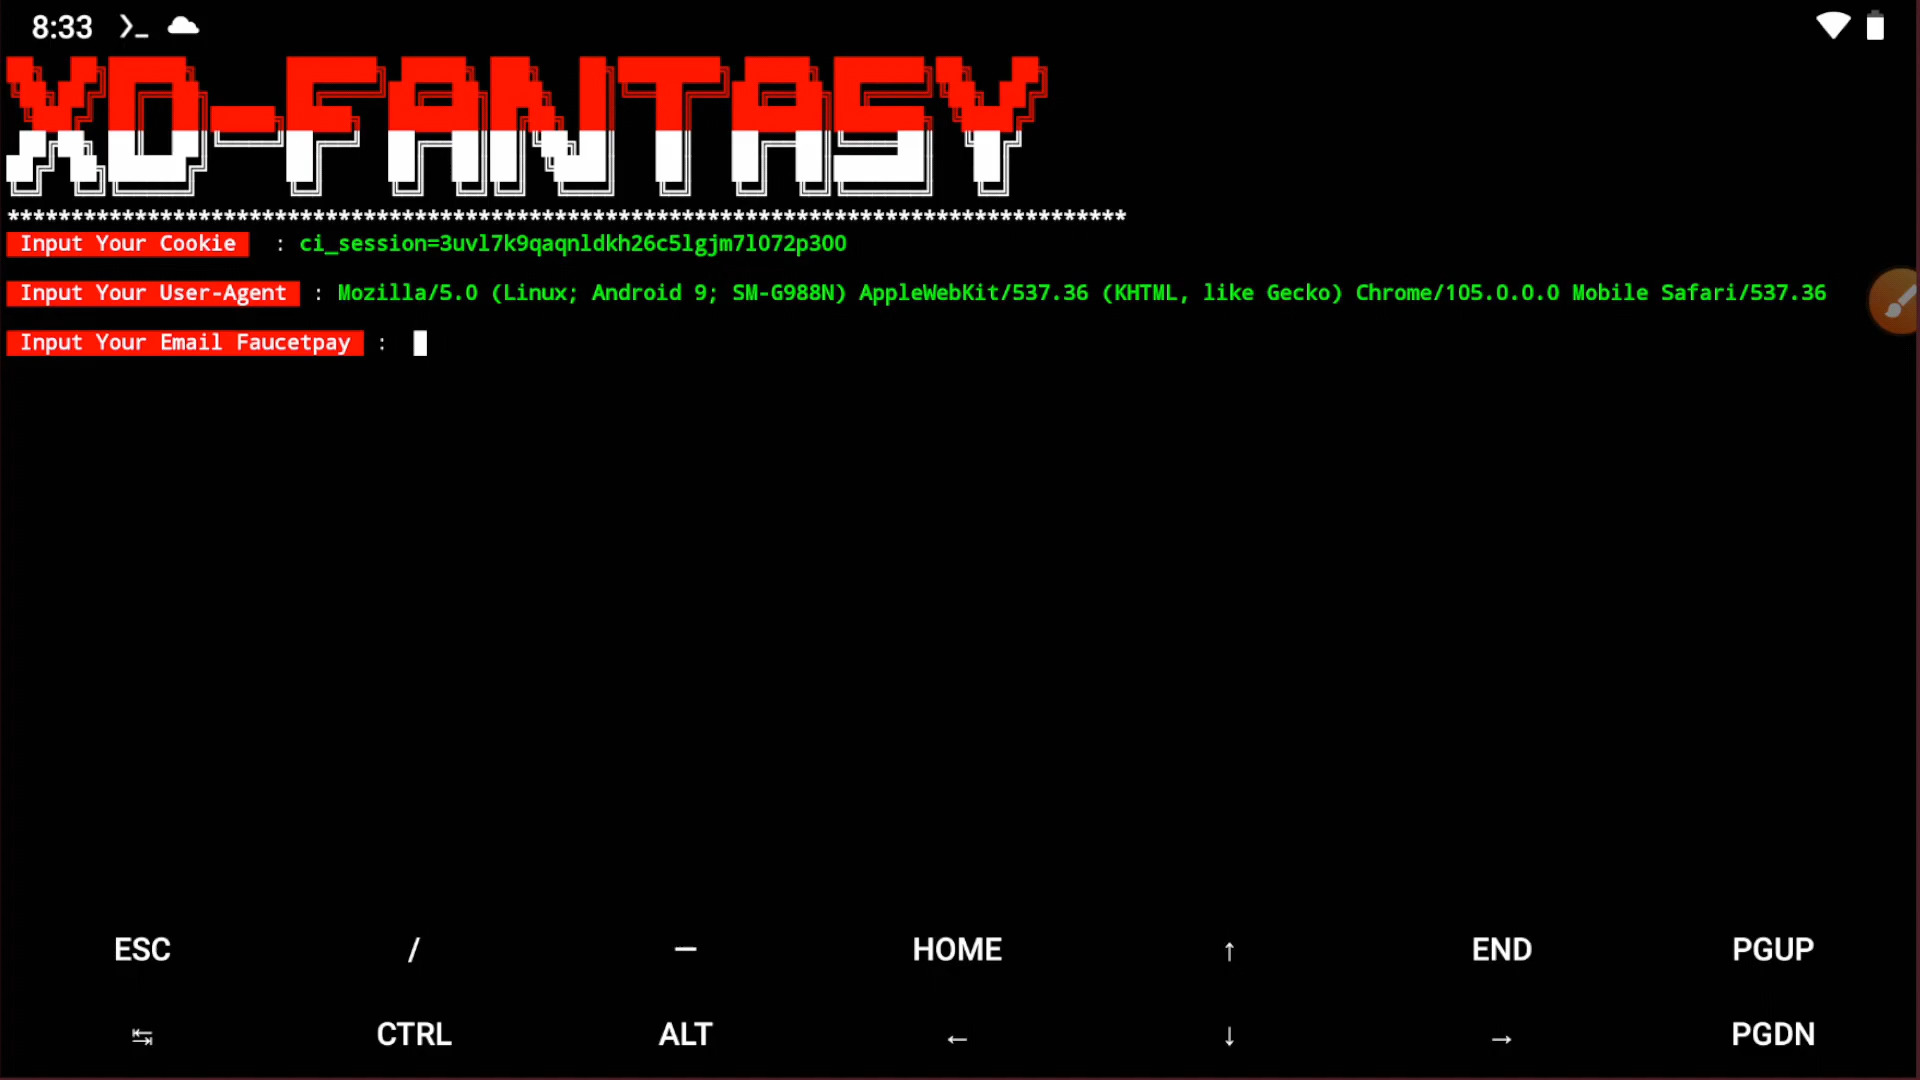 8:33
XD-FANTASY
****************************************************************************************
Input Your Cookie : ci_session=3uvl7k9qaqnldkh26c5lgjm7l072p300
Input Your User-Agent : Mozilla/5.0 (Linux; Android 9; SM-G988N) AppleWebKit/537.36 (KHTML, like Gecko) Chrome/105.0.0.0 Mobile Safari/537.36
Input Your Email Faucetpay :
ESC / — HOME ↑ END PGUP
↹ CTRL ALT ← ↓ → PGDN